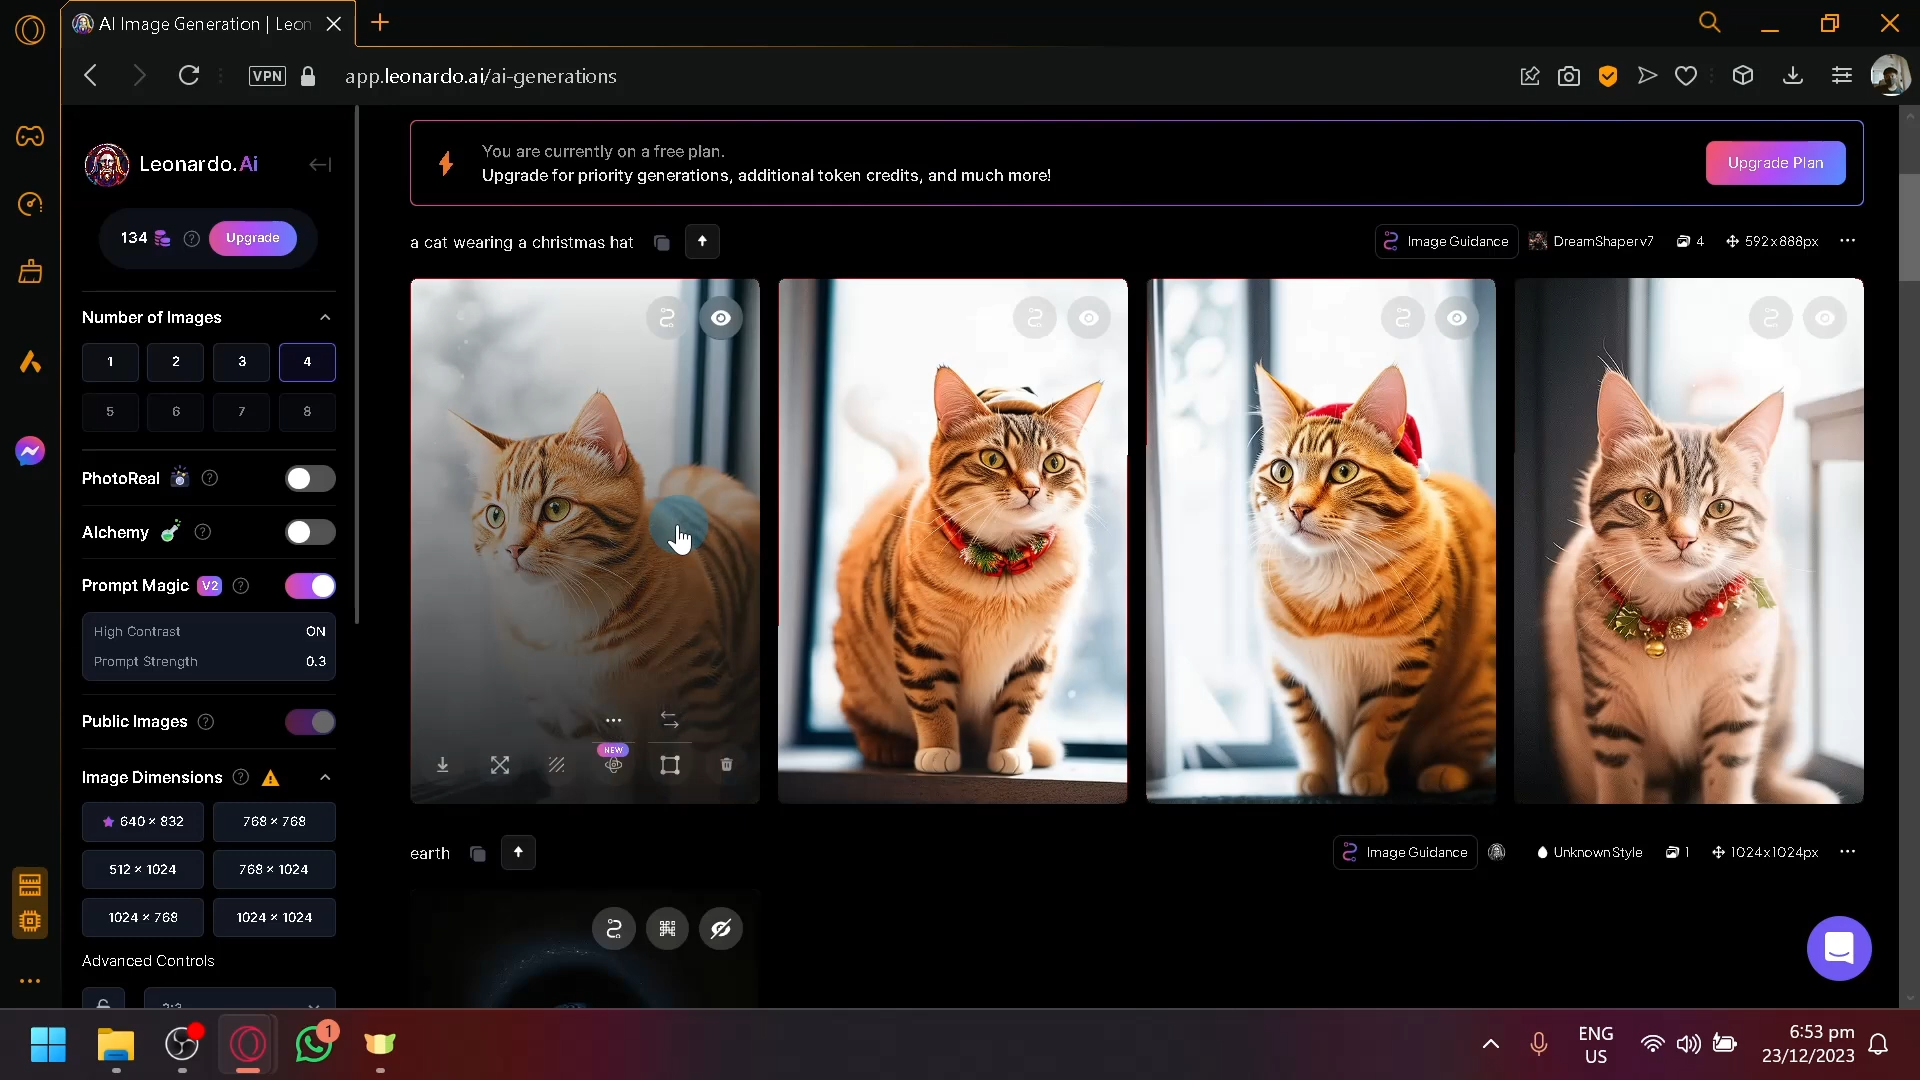 AI Image Generation | Leon
VPN
app.leonardo.ai/ai-generations
Leonardo.Ai
134
Upgrade
Number of Images
1
2
3
4
5
6
7
8
PhotoReal
Alchemy
Prompt Magic V2
High Contrast ON
Prompt Strength 0.3
Public Images
Image Dimensions
640 × 832
768 × 768
512 × 1024
768 × 1024
1024 × 768
1024 × 1024
Advanced Controls
2:3
You are currently on a free plan.
Upgrade for priority generations, additional token credits, and much more!
Upgrade Plan
a cat wearing a christmas hat
Image Guidance
DreamShaper v7
4
592x888px
NEW
earth
Image Guidance
Unknown Style
1
1024x1024px
1
ENG
US
6:53 pm
23/12/2023